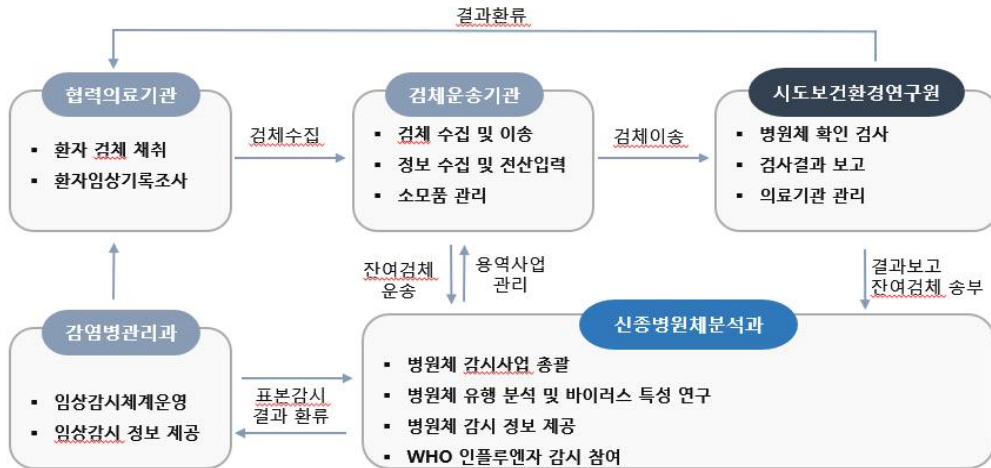 결과환류
협력의료기관
검체운송기관
시도보건환경연구원
환자 검체 채취
환자임상기록조사
검체수집
검체 수집 및 이송
정보 수집 및 전산입력
소모품 관리
검체이송
병원체 확인 검사
검사결과 보고
의료기관 관리
잔여검체
운송
용역사업
관리
결과보고
잔여검체 송부
감염병관리과
신종병원체분석과
임상감시체계운영
임상감시 정보 제공
표본감시
결과 환류
병원체 감시사업 총괄
병원체 유행 분석 및 바이러스 특성 연구
병원체 감시 정보 제공
WHO 인플루엔자 감시 참여